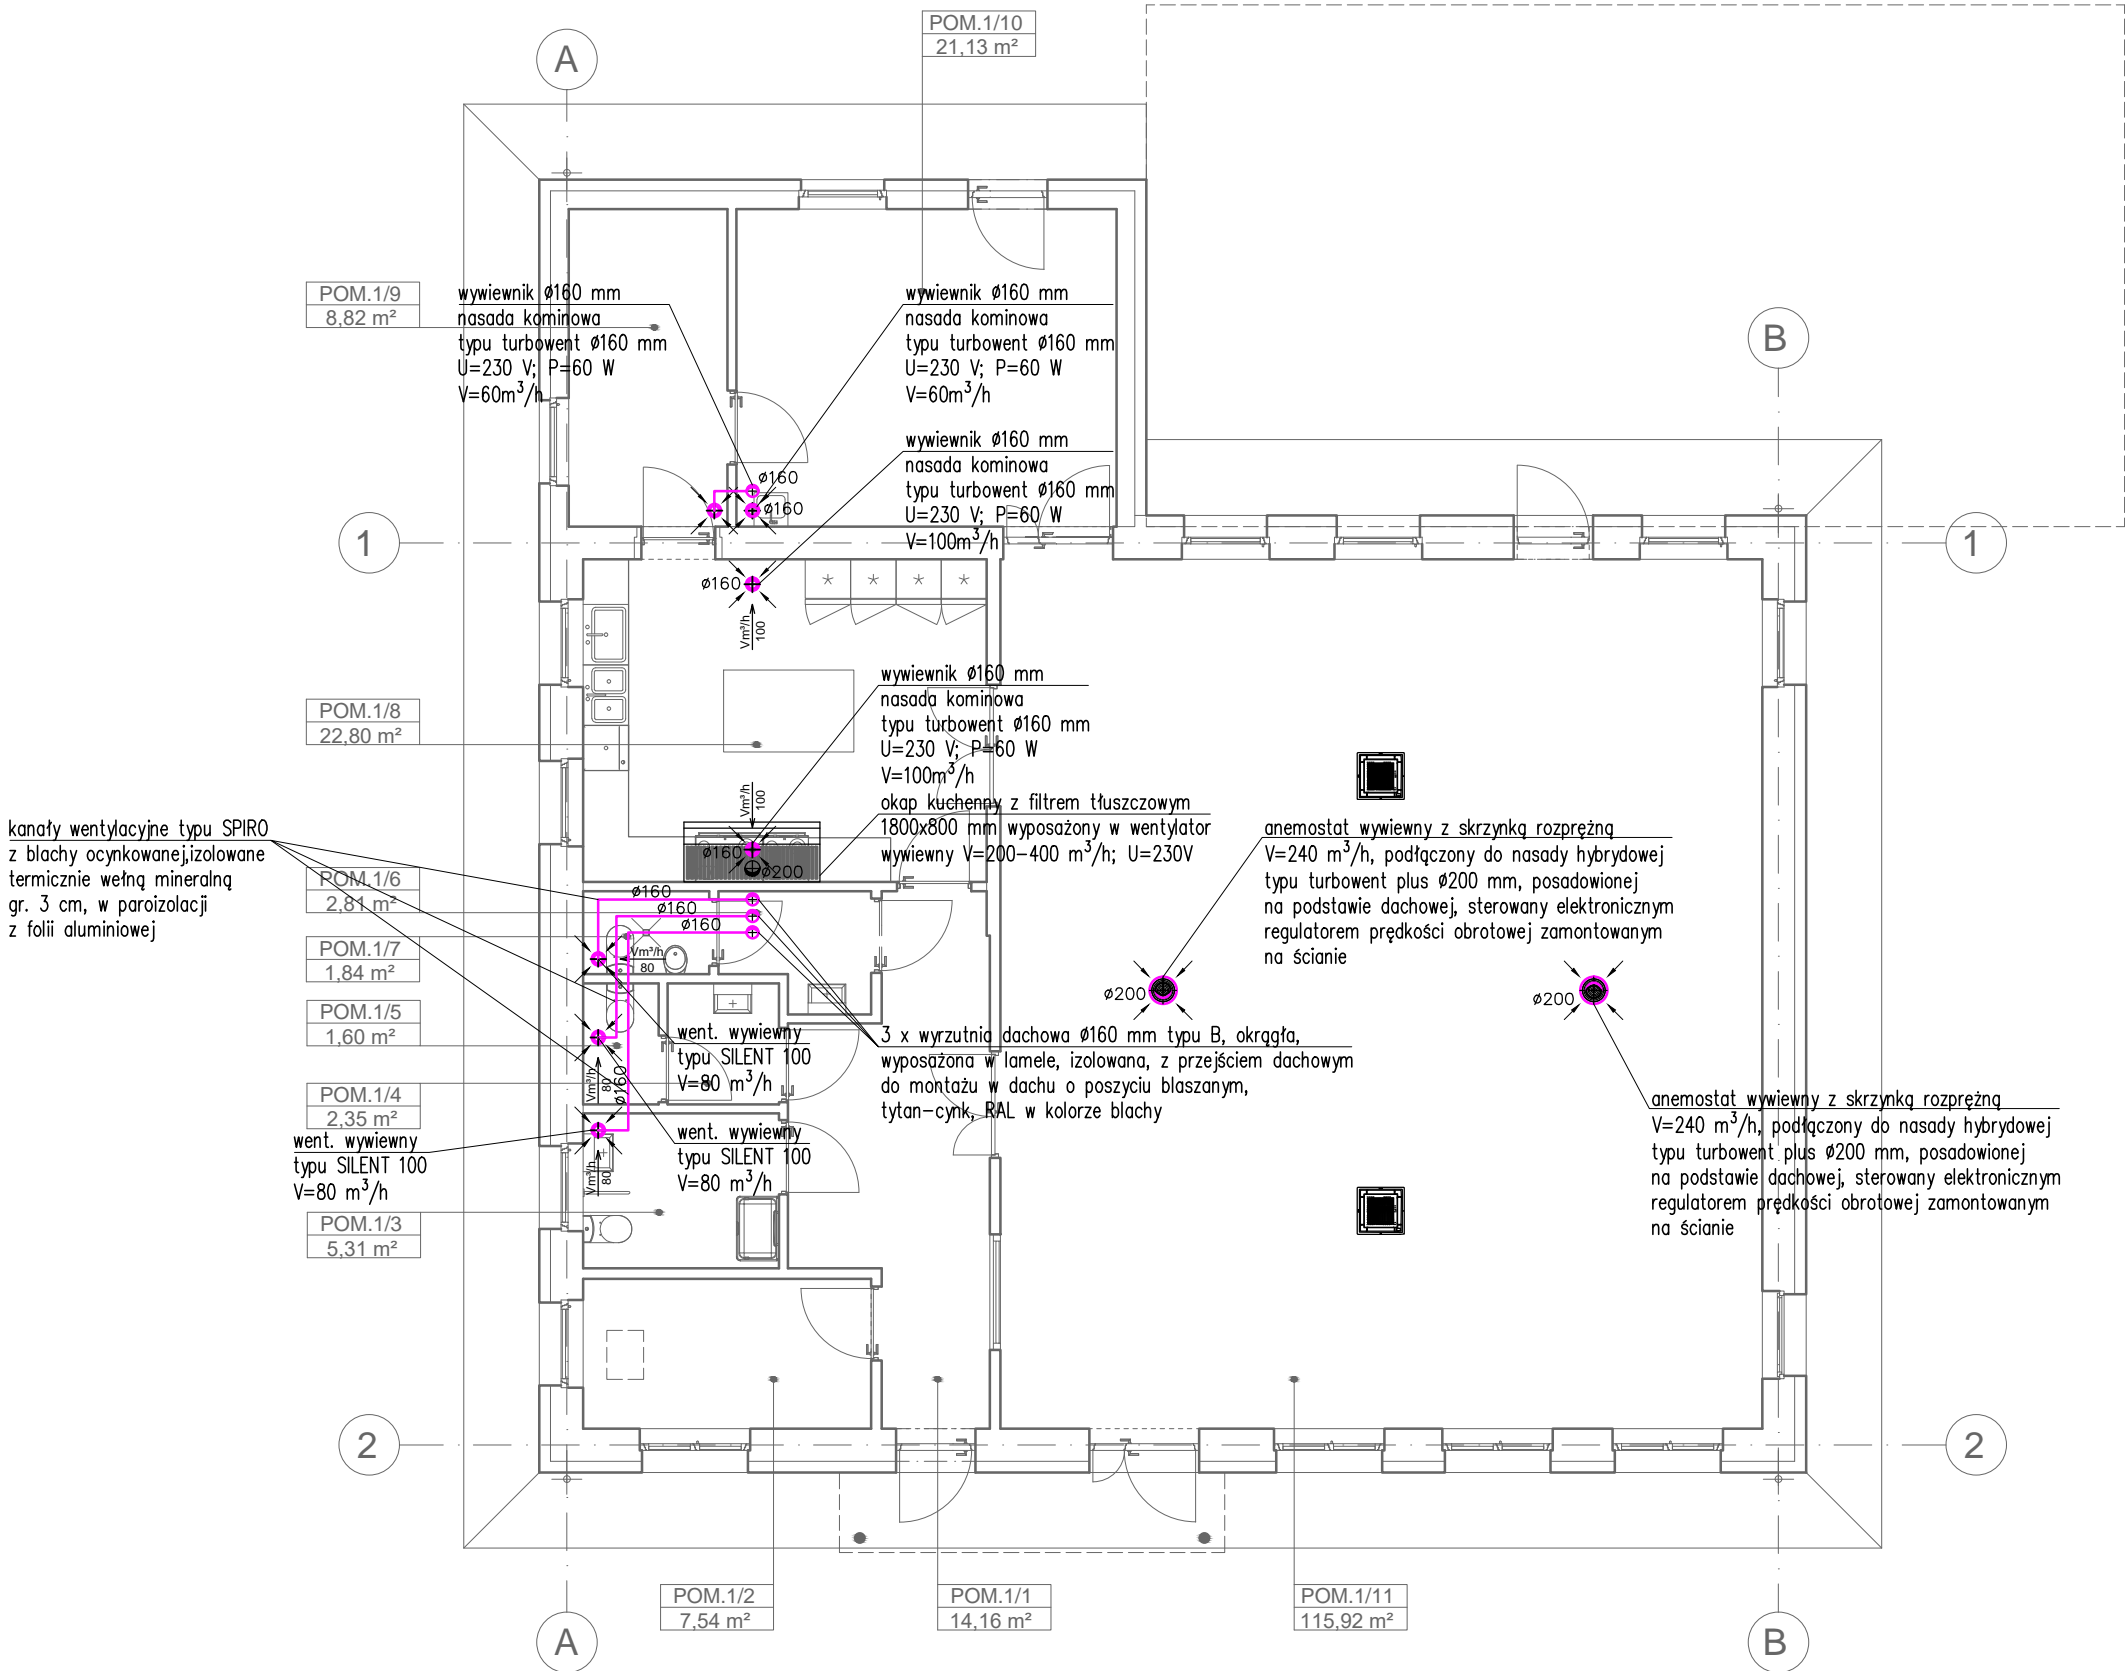 POM.1/10
21,13 m²
A
POM.1/9
8,82 m²
wywiewnik ø160 mm
nasada kominowa
typu turbowent ø160 mm
U=230 V; P=60 W
V=60m³/h
wywiewnik ø160 mm
nasada kominowa
typu turbowent ø160 mm
U=230 V; P=60 W
V=60m³/h
B
wywiewnik ø160 mm
nasada kominowa
typu turbowent ø160 mm
U=230 V; P=60 W
V=100m³/h
ø160
ø160
1
1
ø160
Vm³/h
100
wywiewnik ø160 mm
nasada kominowa
typu turbowent ø160 mm
U=230 V; P=60 W
V=100m³/h
POM.1/8
22,80 m²
Vm³/h
100
okap kuchenny z filtrem tłuszczowym
1800x800 mm wyposażony w wentylator
wywiewny V=200-400 m³/h; U=230V
ø160
ø200
kanały wentylacyjne typu SPIRO
z blachy ocynkowanej,izolowane
termicznie wełną mineralną
gr. 3 cm, w paroizolacji
z folii aluminiowej
anemostat wywiewny z skrzynką rozprężną
V=240 m³/h, podłączony do nasady hybrydowej
typu turbowent plus ø200 mm, posadowionej
na podstawie dachowej, sterowany elektronicznym
regulatorem prędkości obrotowej zamontowanym
na ścianie
POM.1/6
2,81 m²
ø160
ø160
ø160
POM.1/7
1,84 m²
Vm³/h
80
ø200
ø200
POM.1/5
1,60 m²
went. wywiewny
typu SILENT 100
V=80 m³/h
3 x wyrzutnia dachowa ø160 mm typu B, okrągła,
wyposażona w lamele, izolowana, z przejściem dachowym
do montażu w dachu o poszyciu blaszanym,
tytan-cynk, RAL w kolorze blachy
Vm³/h
80
ø160
POM.1/4
2,35 m²
anemostat wywiewny z skrzynką rozprężną
V=240 m³/h, podłączony do nasady hybrydowej
typu turbowent plus ø200 mm, posadowionej
na podstawie dachowej, sterowany elektronicznym
regulatorem prędkości obrotowej zamontowanym
na ścianie
went. wywiewny
typu SILENT 100
V=80 m³/h
went. wywiewny
typu SILENT 100
V=80 m³/h
Vm³/h
80
POM.1/3
5,31 m²
2
2
POM.1/2
7,54 m²
POM.1/1
14,16 m²
POM.1/11
115,92 m²
A
B